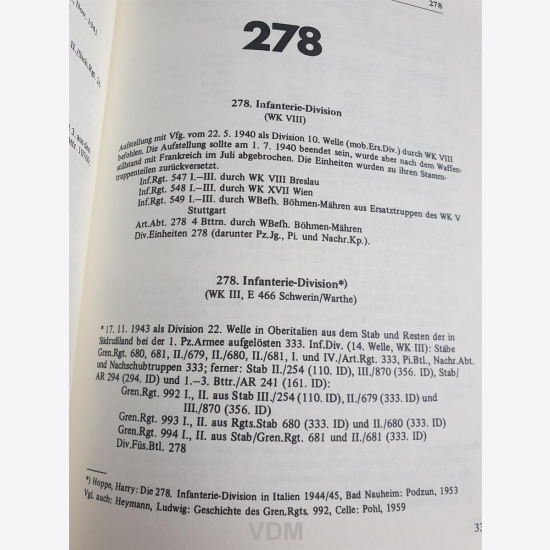 278
278
278. Infanterie-Division
(WK VIII)
Aufstellung mit Vfg. vom 22. 5. 1940 als Division 10. Welle (mob.Ers.Div.) durch WK VIII
befohlen. Die Aufstellung sollte am 1. 7. 1940 beendet sein, wurde aber nach dem Waffen-
stillstand mit Frankreich im Juli abgebrochen. Die Einheiten wurden zu ihren Stamm-
truppenteilen zurückversetzt.
Inf.Rgt. 547 I.—III. durch WK VIII Breslau
Inf.Rgt. 548 I.—III. durch WK XVII Wien
Inf.Rgt. 549 I.—III. durch WBefh. Böhmen-Mähren aus Ersatztruppen des WK V
Stuttgart
Art.Abt. 278 4 Bttrn. durch WBefh. Böhmen-Mähren
Div.Einheiten 278 (darunter Pz.Jg., Pi. und Nachr.Kp.).
278. Infanterie-Division*)
(WK III, E 466 Schwerin/Warthe)
* 17. 11. 1943 als Division 22. Welle in Oberitalien aus dem Stab und Resten der in
Südrußland bei der 1. Pz.Armee aufgelösten 333. Inf.Div. (14. Welle, WK III): Stäbe
Gren.Rgt. 680, 681, II./679, II./680, II./681, I. und IV./Art.Rgt. 333, Pi.Btl., Nachr.Abt.
und Nachschubtruppen 333; ferner: Stab II./254 (110. ID), III./870 (356. ID), Stab/
AR 294 (294. ID) und 1.—3. Bttr./AR 241 (161. ID):
Gren.Rgt. 992 I., II. aus Stab III./254 (110. ID), II./679 (333. ID) und
III./870 (356. ID)
Gren.Rgt. 993 I., II. aus Rgts.Stab 680 (333. ID) und II./680 (333. ID)
Gren.Rgt. 994 I., II. aus Stab/Gren.Rgt. 681 und II./681 (333. ID)
Div.Füs.Btl. 278
*) Hoppe, Harry: Die 278. Infanterie-Division in Italien 1944/45, Bad Nauheim: Podzun, 1953
Vgl. auch: Heymann, Ludwig: Geschichte des Gren.Rgts. 992, Celle: Pohl, 1959
VDM